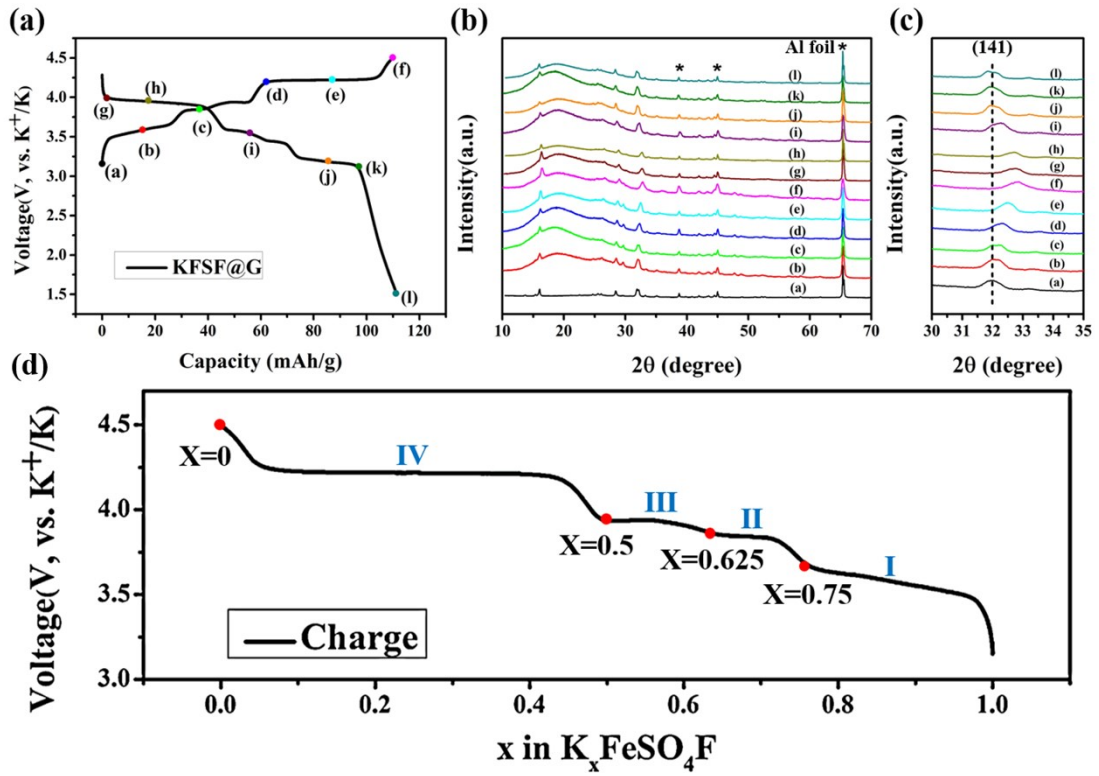 (a)
Voltage(V, vs. K⁺/K)
4.5
4.0
3.5
3.0
2.5
2.0
1.5
(a)
(b)
(c)
(d)
(e)
(f)
(g)
(h)
(i)
(j)
(k)
(l)
KFSF@G
0 20 40 60 80 100 120
Capacity (mAh/g)
(b)
Intensity(a.u.)
Al foil *
* *
(l)
(k)
(j)
(i)
(h)
(g)
(f)
(e)
(d)
(c)
(b)
(a)
10 20 30 40 50 60 70
2θ (degree)
(c)
Intensity(a.u.)
(141)
(l)
(k)
(j)
(i)
(h)
(g)
(f)
(e)
(d)
(c)
(b)
(a)
30 31 32 33 34 35
2θ (degree)
(d)
Voltage(V, vs. K⁺/K)
4.5
4.0
3.5
3.0
X=0
IV
III
II
I
X=0.5
X=0.625
X=0.75
Charge
0.0 0.2 0.4 0.6 0.8 1.0
x in KₓFeSO₄F